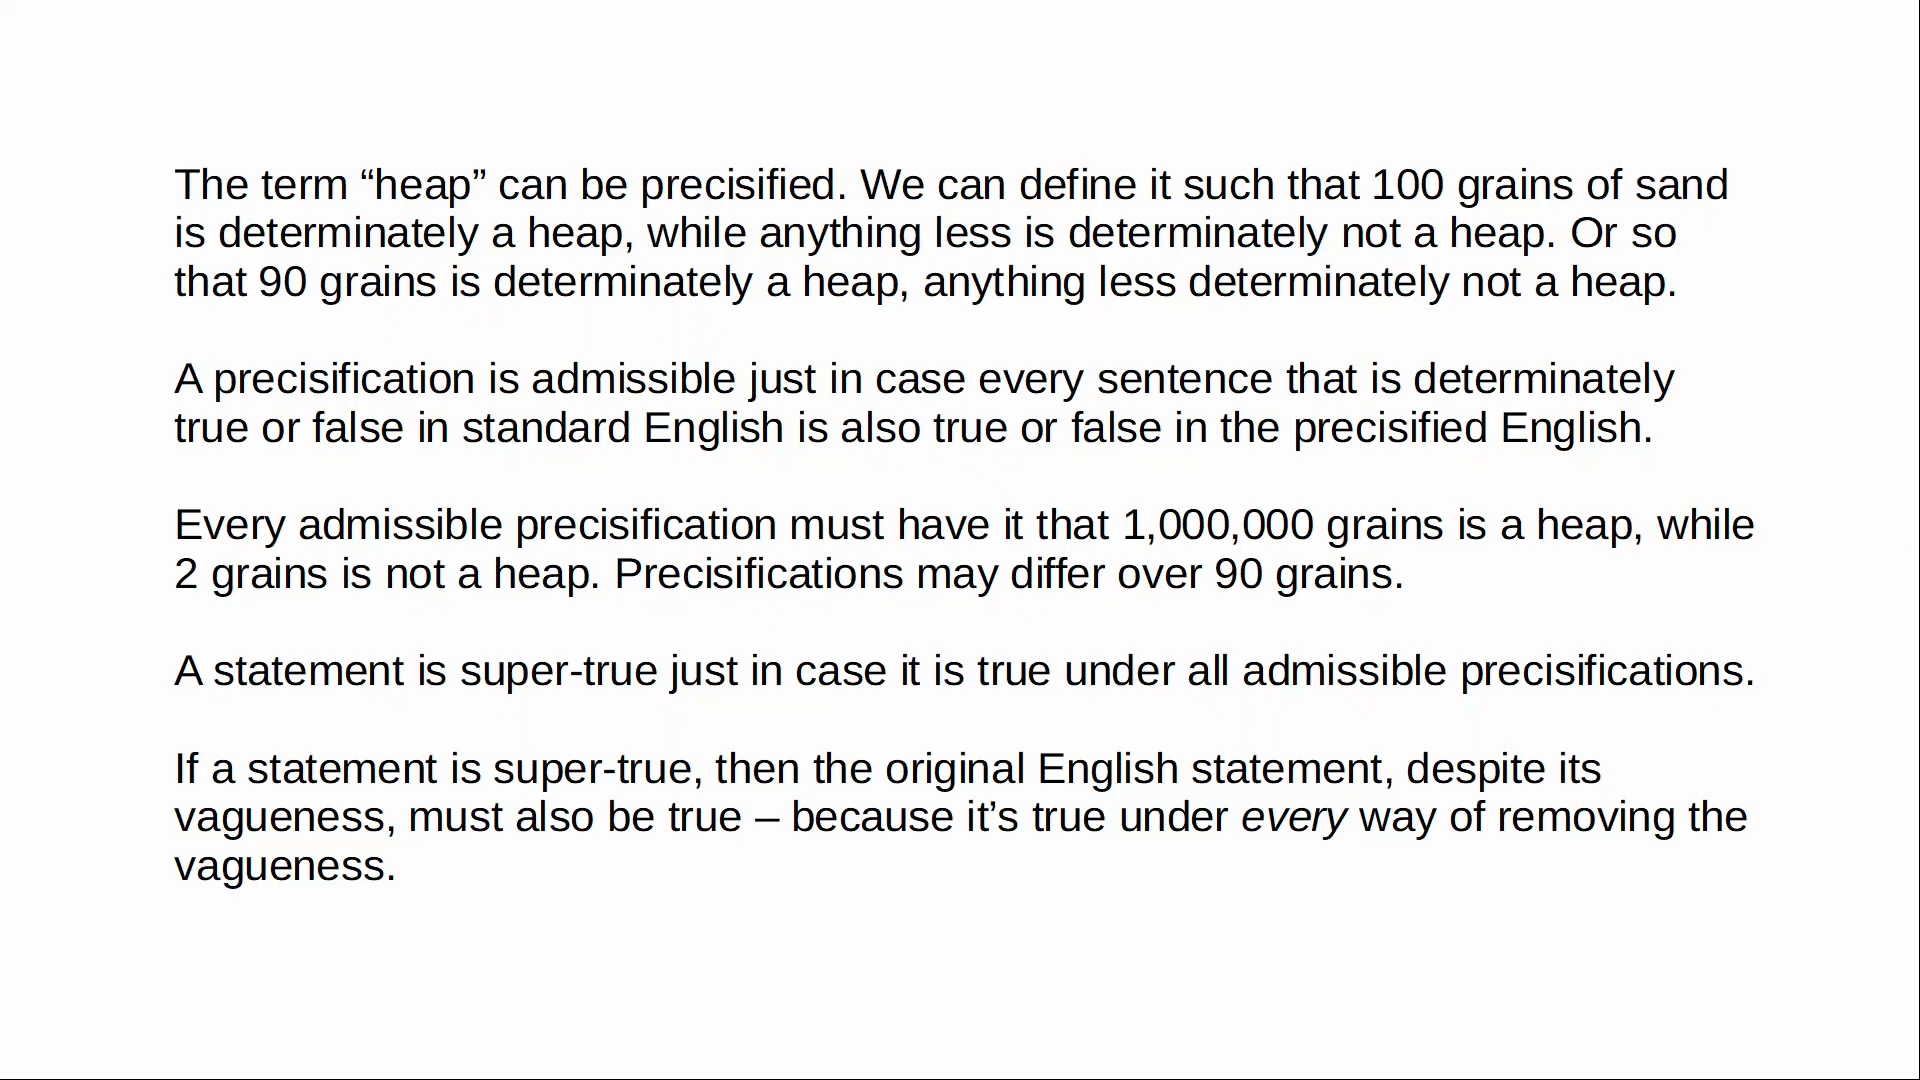 The term “heap” can be precisified. We can define it such that 100 grains of sand
is determinately a heap, while anything less is determinately not a heap. Or so
that 90 grains is determinately a heap, anything less determinately not a heap.
A precisification is admissible just in case every sentence that is determinately
true or false in standard English is also true or false in the precisified English.
Every admissible precisification must have it that 1,000,000 grains is a heap, while
2 grains is not a heap. Precisifications may differ over 90 grains.
A statement is super-true just in case it is true under all admissible precisifications.
If a statement is super-true, then the original English statement, despite its
vagueness, must also be true – because it’s true under every way of removing the
vagueness.